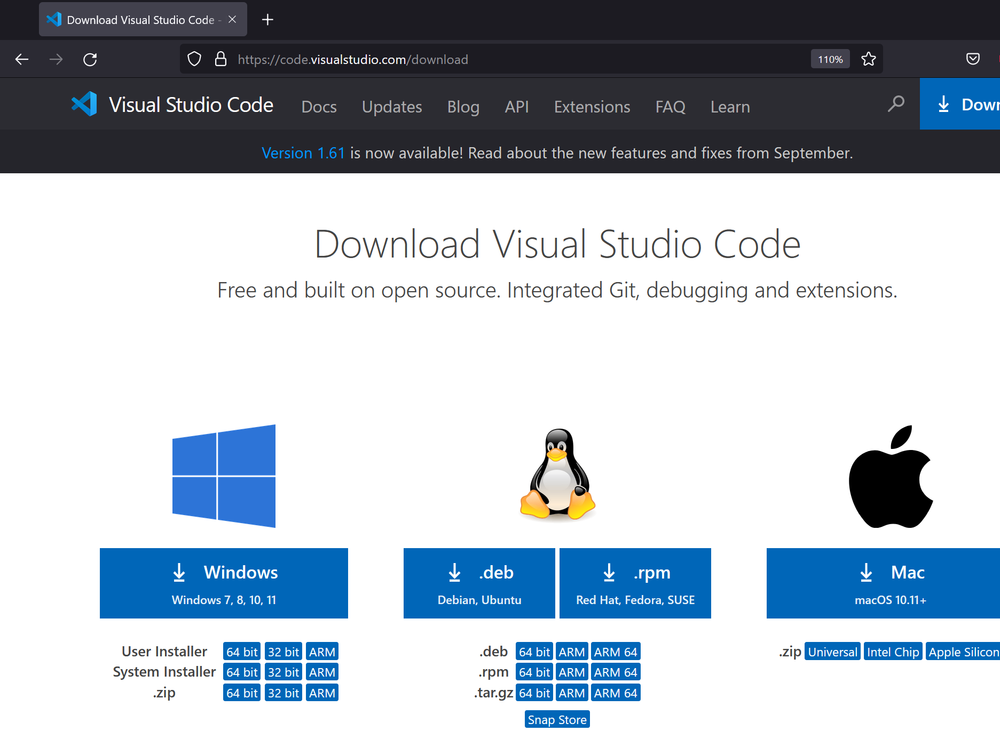 Download Visual Studio Code -
https://code.visualstudio.com/download
110%
Visual Studio Code Docs Updates Blog API Extensions FAQ Learn
Version 1.61 is now available! Read about the new features and fixes from September.
Download Visual Studio Code
Free and built on open source. Integrated Git, debugging and extensions.
Windows
Windows 7, 8, 10, 11
User Installer 64 bit 32 bit ARM
System Installer 64 bit 32 bit ARM
.zip 64 bit 32 bit ARM
.deb
Debian, Ubuntu
.rpm
Red Hat, Fedora, SUSE
.deb 64 bit ARM ARM 64
.rpm 64 bit ARM ARM 64
.tar.gz 64 bit ARM ARM 64
Snap Store
Mac
macOS 10.11+
.zip Universal Intel Chip Apple Silicon